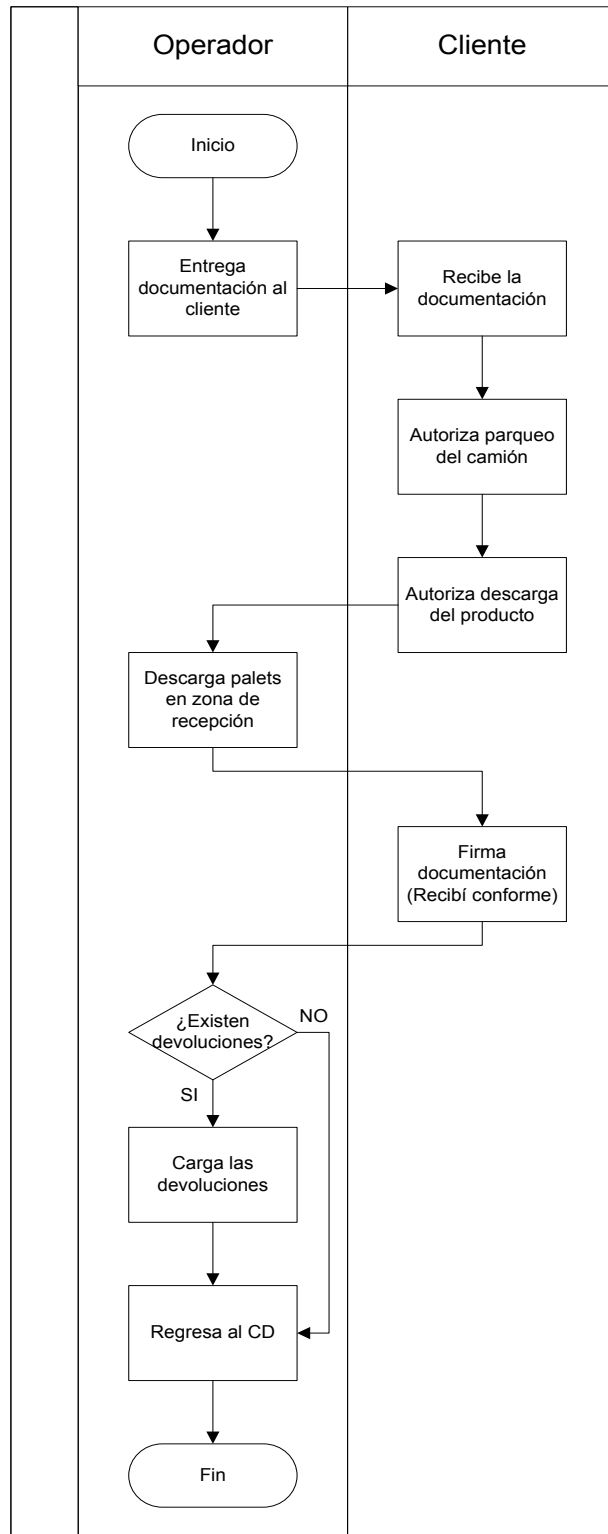 Operador
Cliente
Inicio
Entrega
documentación al
cliente
Recibe la
documentación
Autoriza parqueo
del camión
Autoriza descarga
del producto
Descarga palets
en zona de
recepción
Firma
documentación
(Recibí conforme)
¿Existen
devoluciones?
NO
SI
Carga las
devoluciones
Regresa al CD
Fin